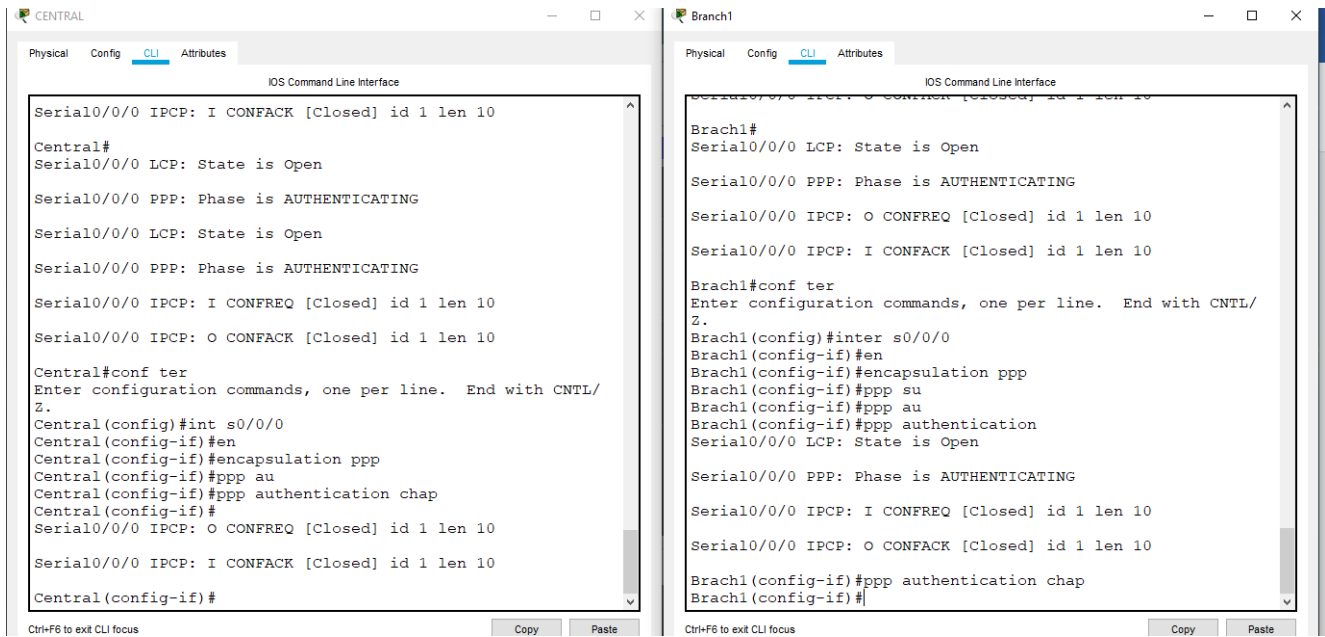 CENTRAL
Physical Config CLI Attributes
IOS Command Line Interface
Serial0/0/0 IPCP: I CONFACK [Closed] id 1 len 10
Central#
Serial0/0/0 LCP: State is Open
Serial0/0/0 PPP: Phase is AUTHENTICATING
Serial0/0/0 LCP: State is Open
Serial0/0/0 PPP: Phase is AUTHENTICATING
Serial0/0/0 IPCP: I CONFREQ [Closed] id 1 len 10
Serial0/0/0 IPCP: O CONFACK [Closed] id 1 len 10
Central#conf ter
Enter configuration commands, one per line.  End with CNTL/
Z.
Central(config)#int s0/0/0
Central(config-if)#en
Central(config-if)#encapsulation ppp
Central(config-if)#ppp au
Central(config-if)#ppp authentication chap
Central(config-if)#
Serial0/0/0 IPCP: O CONFREQ [Closed] id 1 len 10
Serial0/0/0 IPCP: I CONFACK [Closed] id 1 len 10
Central(config-if)#
Ctrl+F6 to exit CLI focus
Copy Paste
Branch1
Physical Config CLI Attributes
IOS Command Line Interface
Serial0/0/0 IPCP: O CONFREQ [Closed] id 1 len 10
Brach1#
Serial0/0/0 LCP: State is Open
Serial0/0/0 PPP: Phase is AUTHENTICATING
Serial0/0/0 IPCP: O CONFREQ [Closed] id 1 len 10
Serial0/0/0 IPCP: I CONFACK [Closed] id 1 len 10
Brach1#conf ter
Enter configuration commands, one per line.  End with CNTL/
Z.
Brach1(config)#inter s0/0/0
Brach1(config-if)#en
Brach1(config-if)#encapsulation ppp
Brach1(config-if)#ppp su
Brach1(config-if)#ppp au
Brach1(config-if)#ppp authentication
Serial0/0/0 LCP: State is Open
Serial0/0/0 PPP: Phase is AUTHENTICATING
Serial0/0/0 IPCP: I CONFREQ [Closed] id 1 len 10
Serial0/0/0 IPCP: O CONFACK [Closed] id 1 len 10
Brach1(config-if)#ppp authentication chap
Brach1(config-if)#
Ctrl+F6 to exit CLI focus
Copy Paste